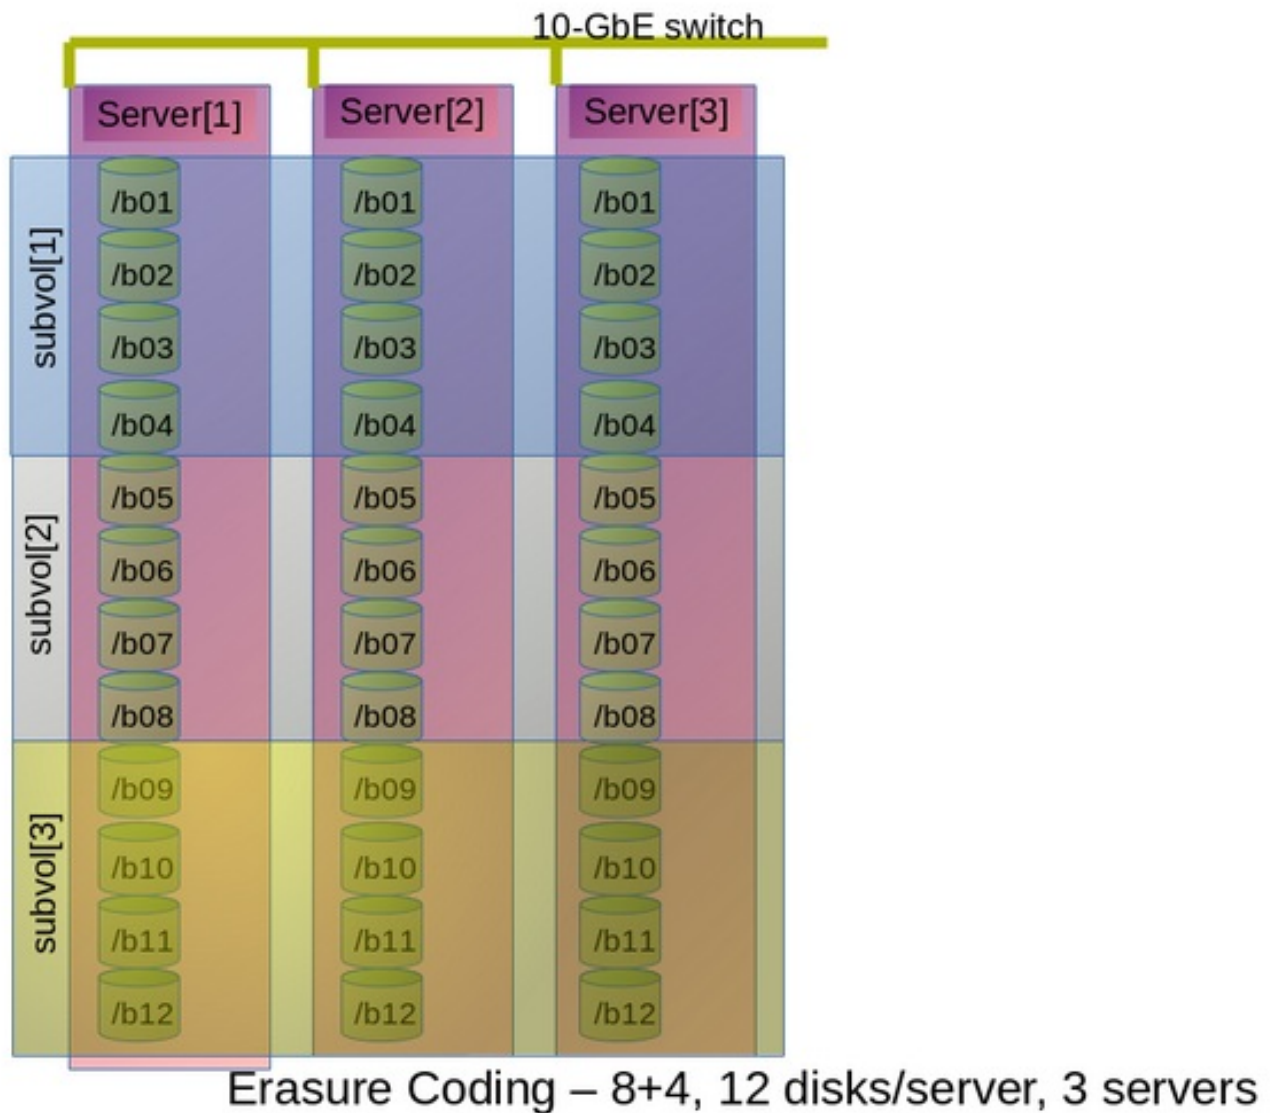 10-GbE switch
Server[1] Server[2] Server[3]
subvol[1]
/b01 /b01 /b01
/b02 /b02 /b02
/b03 /b03 /b03
/b04 /b04 /b04
subvol[2]
/b05 /b05 /b05
/b06 /b06 /b06
/b07 /b07 /b07
/b08 /b08 /b08
subvol[3]
/b09 /b09 /b09
/b10 /b10 /b10
/b11 /b11 /b11
/b12 /b12 /b12
Erasure Coding – 8+4, 12 disks/server, 3 servers